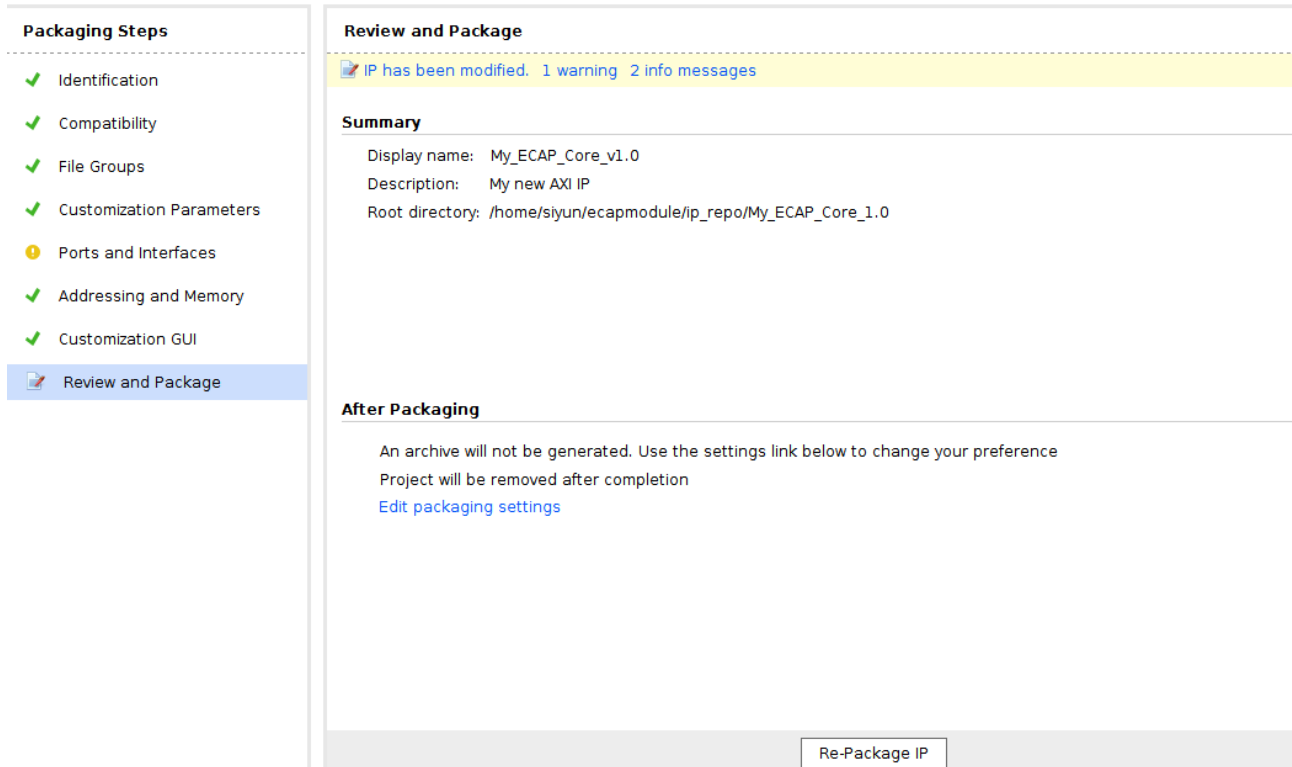 Packaging Steps
Identification
Compatibility
File Groups
Customization Parameters
Ports and Interfaces
Addressing and Memory
Customization GUI
Review and Package
Review and Package
IP has been modified. 1 warning 2 info messages
Summary
Display name: My_ECAP_Core_v1.0
Description: My new AXI IP
Root directory: /home/siyun/ecapmodule/ip_repo/My_ECAP_Core_1.0
After Packaging
An archive will not be generated. Use the settings link below to change your preference
Project will be removed after completion
Edit packaging settings
Re-Package IP